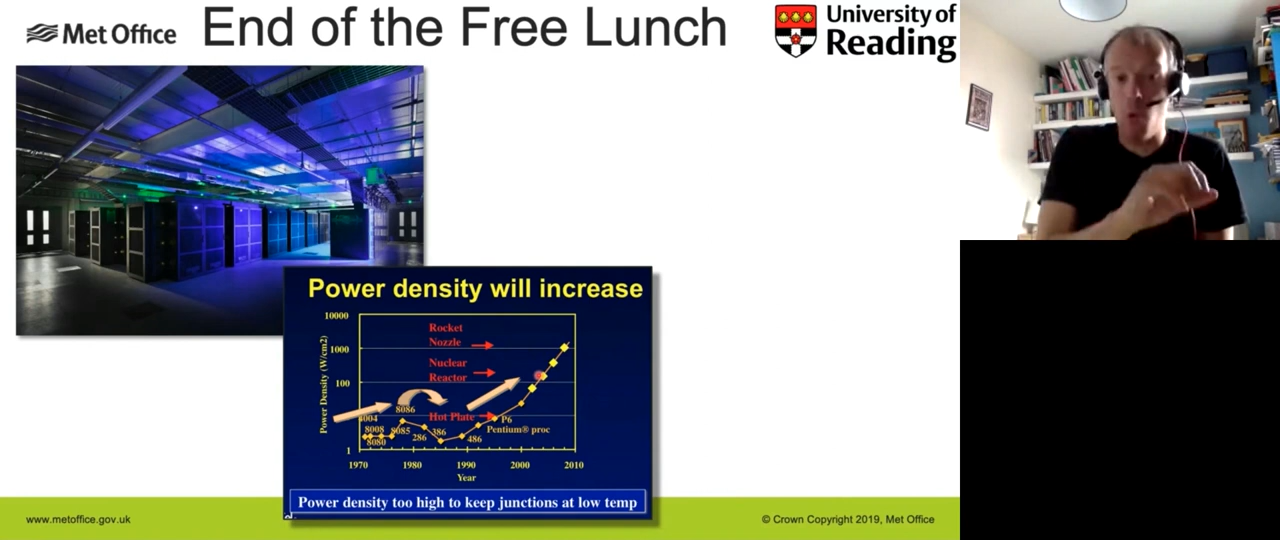 Met Office
End of the Free Lunch
University of
Reading
Power density will increase
10000
1000
100
1
Power Density (W/cm2)
Rocket
Nozzle
Nuclear
Reactor
Hot Plate
4004
8008
8080
8085
8086
286
386
486
P6
Pentium® proc
1970
1980
1990
2000
2010
Year
Power density too high to keep junctions at low temp
www.metoffice.gov.uk
© Crown Copyright 2019, Met Office